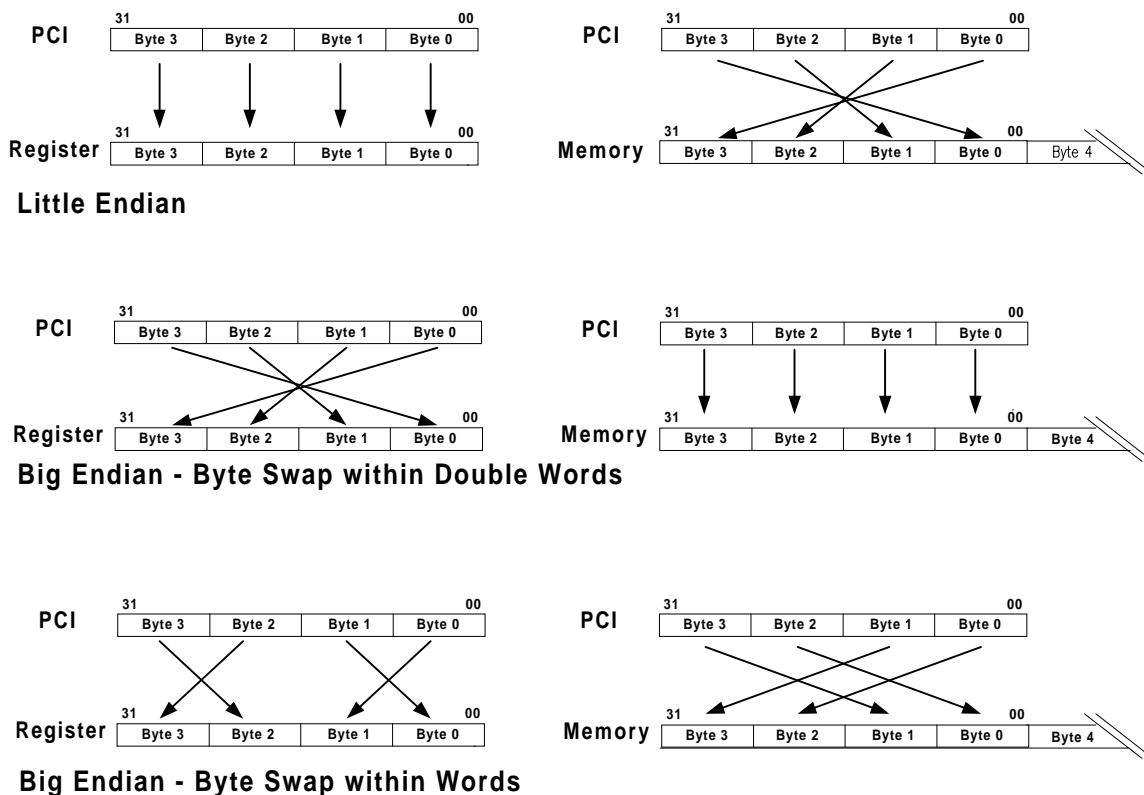 31 00
PCI Byte 3 Byte 2 Byte 1 Byte 0
31 00
Register Byte 3 Byte 2 Byte 1 Byte 0
31 00
PCI Byte 3 Byte 2 Byte 1 Byte 0
31 00
Memory Byte 3 Byte 2 Byte 1 Byte 0 Byte 4
Little Endian
31 00
PCI Byte 3 Byte 2 Byte 1 Byte 0
31 00
Register Byte 3 Byte 2 Byte 1 Byte 0
31 00
PCI Byte 3 Byte 2 Byte 1 Byte 0
31 00
Memory Byte 3 Byte 2 Byte 1 Byte 0 Byte 4
Big Endian - Byte Swap within Double Words
31 00
PCI Byte 3 Byte 2 Byte 1 Byte 0
31 00
Register Byte 3 Byte 2 Byte 1 Byte 0
31 00
PCI Byte 3 Byte 2 Byte 1 Byte 0
31 00
Memory Byte 3 Byte 2 Byte 1 Byte 0 Byte 4
Big Endian - Byte Swap within Words